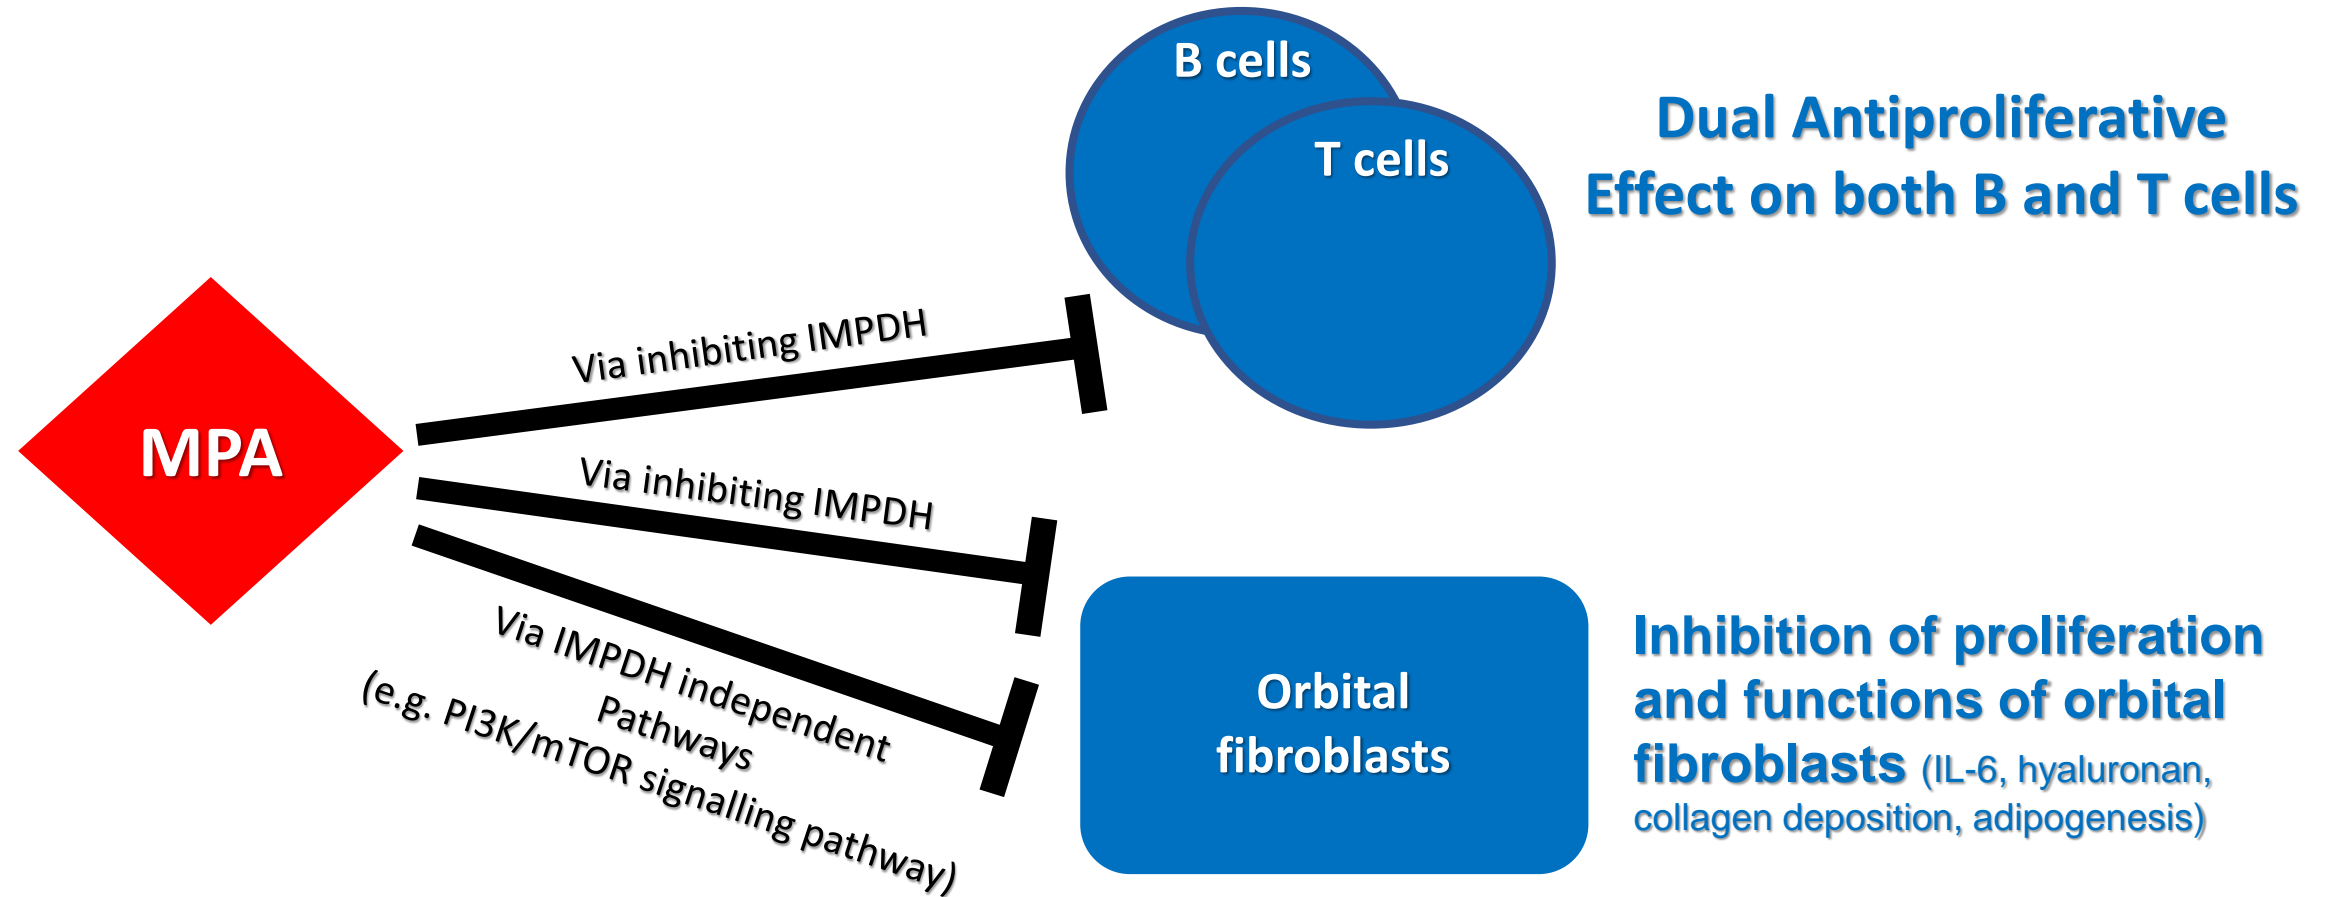 B cells
T cells
Dual Antiproliferative
Effect on both B and T cells
MPA
Via inhibiting IMPDH
Via inhibiting IMPDH
Via IMPDH independent
Pathways
(e.g. PI3K/mTOR signalling pathway)
Orbital
fibroblasts
Inhibition of proliferation
and functions of orbital
fibroblasts (IL-6, hyaluronan,
collagen deposition, adipogenesis)